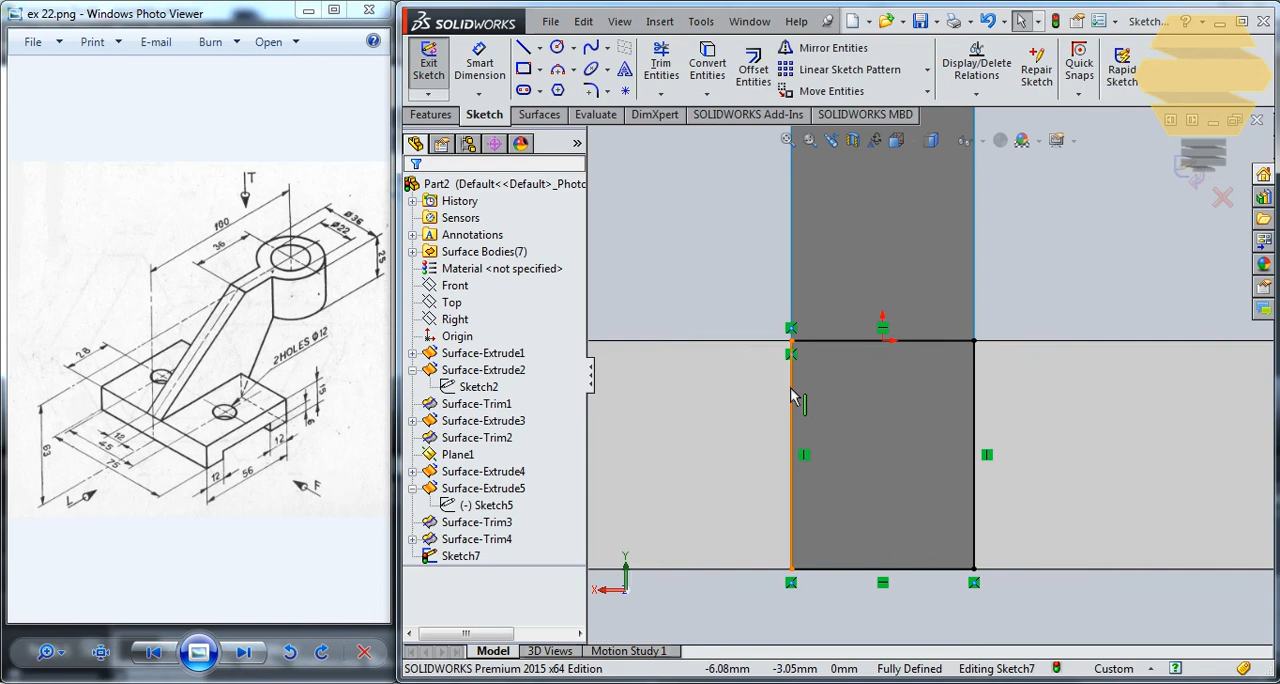 ex 22.png - Windows Photo Viewer
File Print E-mail Burn Open
T
100
36
Ø36
Ø22
25
28
2HOLES Ø12
15
6
63
12
45
75
12
12
56
L
F
SOLIDWORKS
File Edit View Insert Tools Window Help
Sketch...
Exit Sketch
Smart Dimension
Trim Entities
Convert Entities
Offset Entities
Mirror Entities
Linear Sketch Pattern
Move Entities
Display/Delete Relations
Repair Sketch
Quick Snaps
Rapid Sketch
Features Sketch Surfaces Evaluate DimXpert SOLIDWORKS Add-Ins SOLIDWORKS MBD
Part2 (Default<<Default>_Photo
History
Sensors
Annotations
Surface Bodies(7)
Material <not specified>
Front
Top
Right
Origin
Surface-Extrude1
Surface-Extrude2
Sketch2
Surface-Trim1
Surface-Extrude3
Surface-Trim2
Plane1
Surface-Extrude4
Surface-Extrude5
(-) Sketch5
Surface-Trim3
Surface-Trim4
Sketch7
Y
X
Model 3D Views Motion Study 1
SOLIDWORKS Premium 2015 x64 Edition -6.08mm -3.05mm 0mm Fully Defined Editing Sketch7 Custom